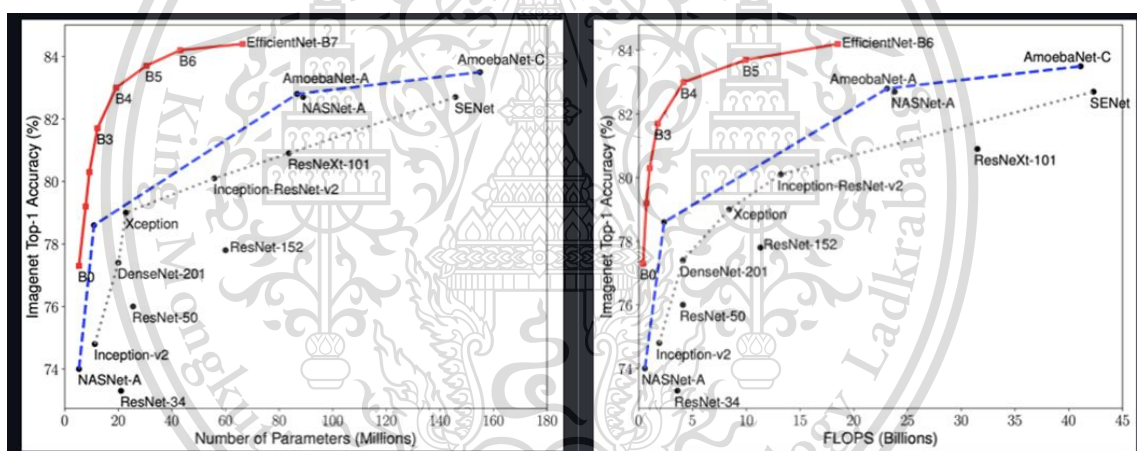 Imagenet Top-1 Accuracy (%)
84
82
80
78
76
74
EfficientNet-B7
B6
B5
B4
B3
B0
AmoebaNet-C
AmoebaNet-A
NASNet-A
SENet
ResNeXt-101
Inception-ResNet-v2
Xception
ResNet-152
DenseNet-201
ResNet-50
Inception-v2
NASNet-A
ResNet-34
0 20 40 60 80 100 120 140 160 180
Number of Parameters (Millions)
Imagenet Top-1 Accuracy (%)
84
82
80
78
76
74
EfficientNet-B6
B5
B4
B3
B0
AmoebaNet-C
AmeobaNet-A
NASNet-A
SENet
ResNeXt-101
Inception-ResNet-v2
Xception
ResNet-152
DenseNet-201
ResNet-50
Inception-v2
NASNet-A
ResNet-34
0 5 10 15 20 25 30 35 40 45
FLOPS (Billions)
King Mongkut
Ladkrabang